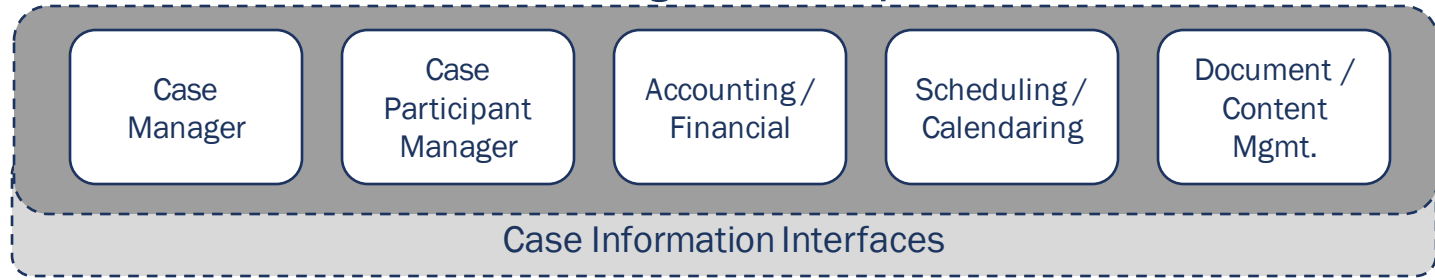 Case
Manager
Case
Participant
Manager
Accounting /
Financial
Scheduling /
Calendaring
Document /
Content
Mgmt.
Case Information Interfaces